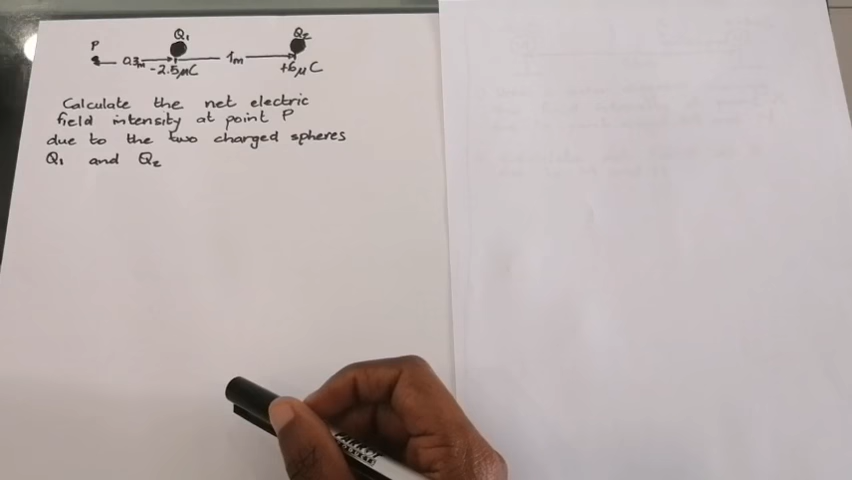 P
Q₁
Q₂
0.3m
1m
-2.5μC
+6μC
Calculate the net electric
field intensity at point P
due to the two charged spheres
Q₁ and Q₂